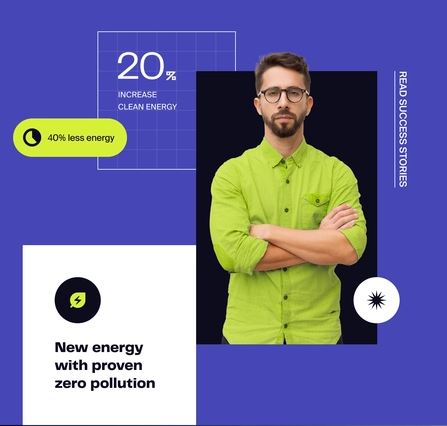 20%
INCREASE
CLEAN ENERGY
40% less energy
READ SUCCESS STORIES
New energy
with proven
zero pollution